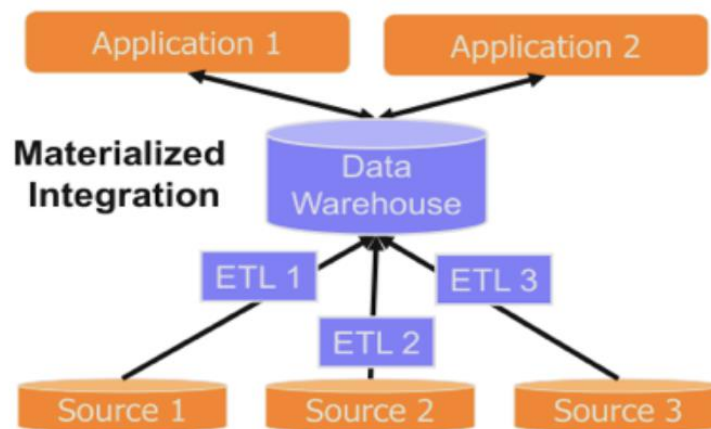 Application 1
Application 2
Materialized
Integration
Data
Warehouse
ETL 1
ETL 3
ETL 2
Source 1
Source 2
Source 3